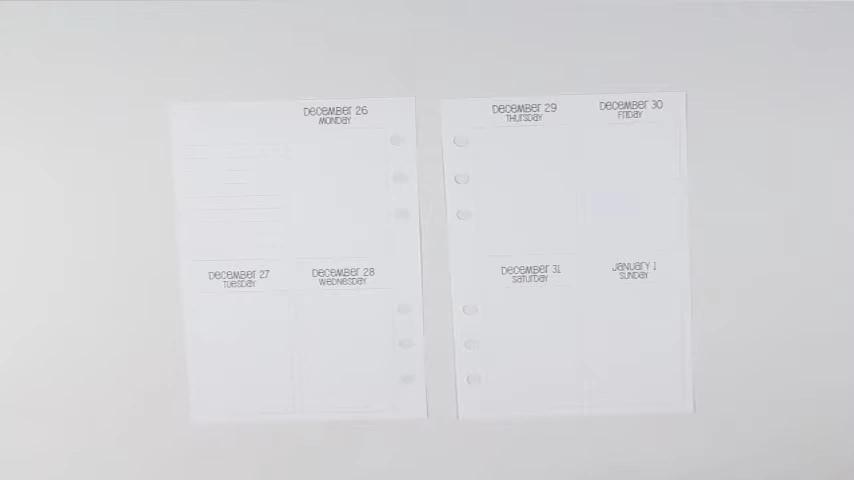 December 26
Monday
December 27
Tuesday
December 28
Wednesday
December 29
Thursday
December 30
Friday
December 31
Saturday
January 1
Sunday